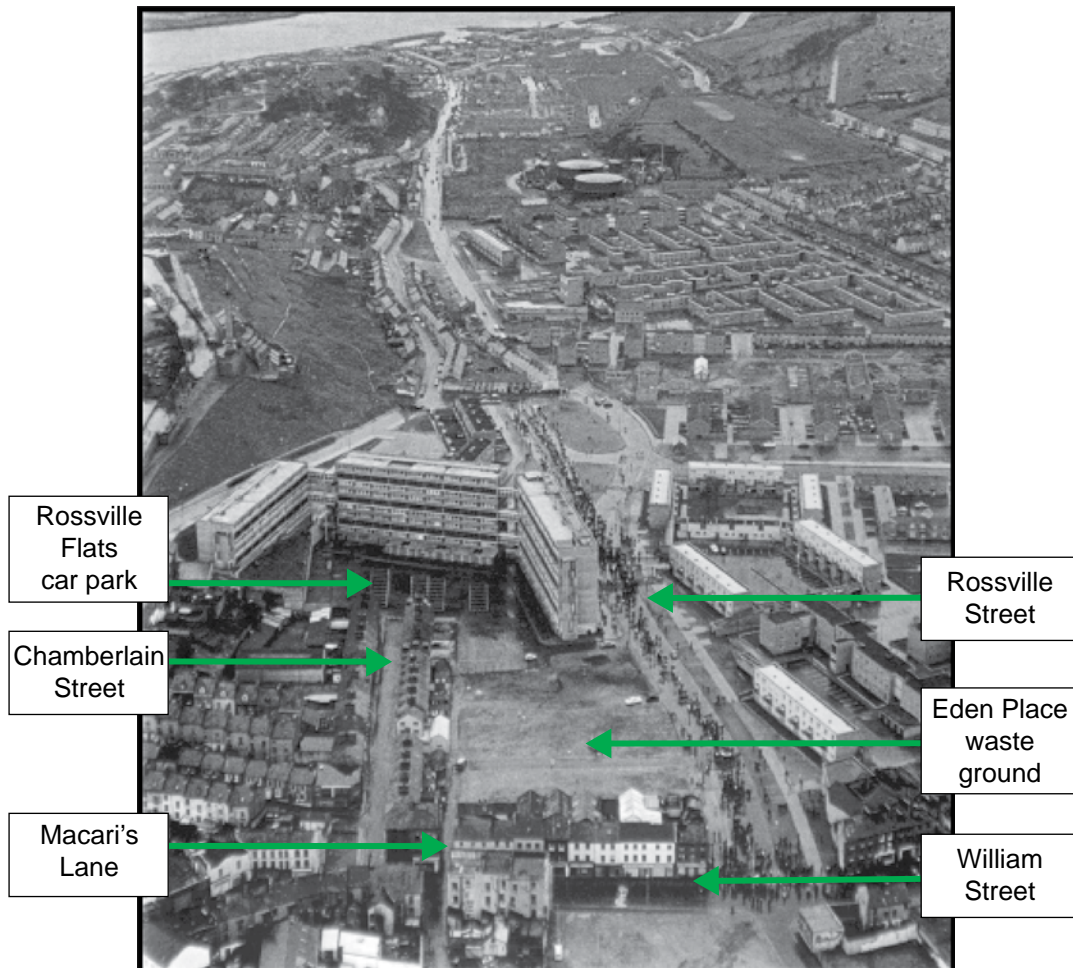 Rossville
Flats
car park
Chamberlain
Street
Macari’s
Lane
Rossville
Street
Eden Place
waste
ground
William
Street